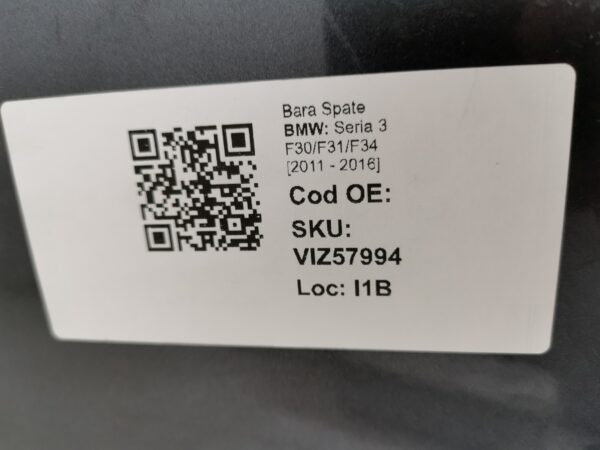 Bara Spate
BMW: Seria 3
F30/F31/F34
[2011 - 2016]
Cod OE:
SKU:
VIZ57994
Loc: I1B